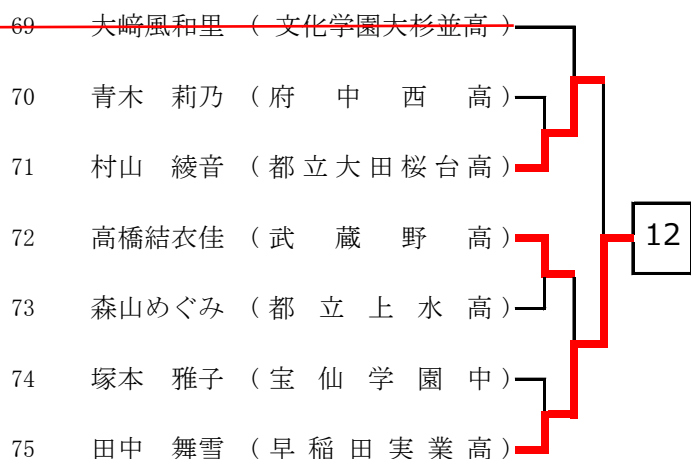 69 大﨑風和里 (文化学園大杉並高)
70 青木 莉乃 (府中西高)
71 村山 綾音 (都立大田桜台高)
72 高橋結衣佳 (武蔵野高)
12
73 森山めぐみ (都立上水高)
74 塚本 雅子 (宝仙学園中)
75 田中 舞雪 (早稲田実業高)